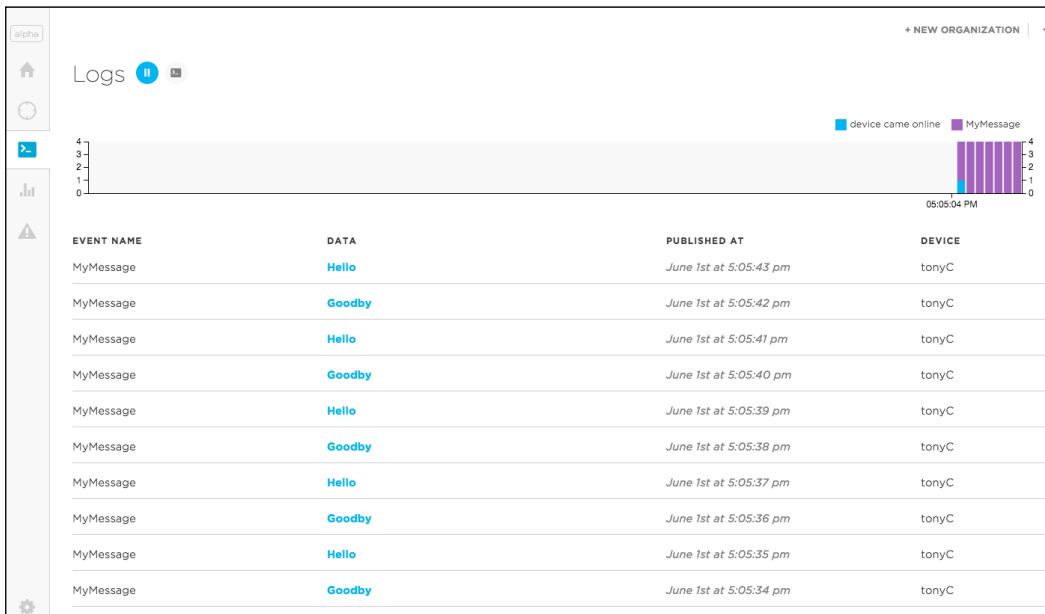 alpha
+ NEW ORGANIZATION
Logs
device came online MyMessage
4 4
3 3
2 2
1 1
0 0
05:05:04 PM
EVENT NAME DATA PUBLISHED AT DEVICE
MyMessage Hello June 1st at 5:05:43 pm tonyC
MyMessage Goodby June 1st at 5:05:42 pm tonyC
MyMessage Hello June 1st at 5:05:41 pm tonyC
MyMessage Goodby June 1st at 5:05:40 pm tonyC
MyMessage Hello June 1st at 5:05:39 pm tonyC
MyMessage Goodby June 1st at 5:05:38 pm tonyC
MyMessage Hello June 1st at 5:05:37 pm tonyC
MyMessage Goodby June 1st at 5:05:36 pm tonyC
MyMessage Hello June 1st at 5:05:35 pm tonyC
MyMessage Goodby June 1st at 5:05:34 pm tonyC